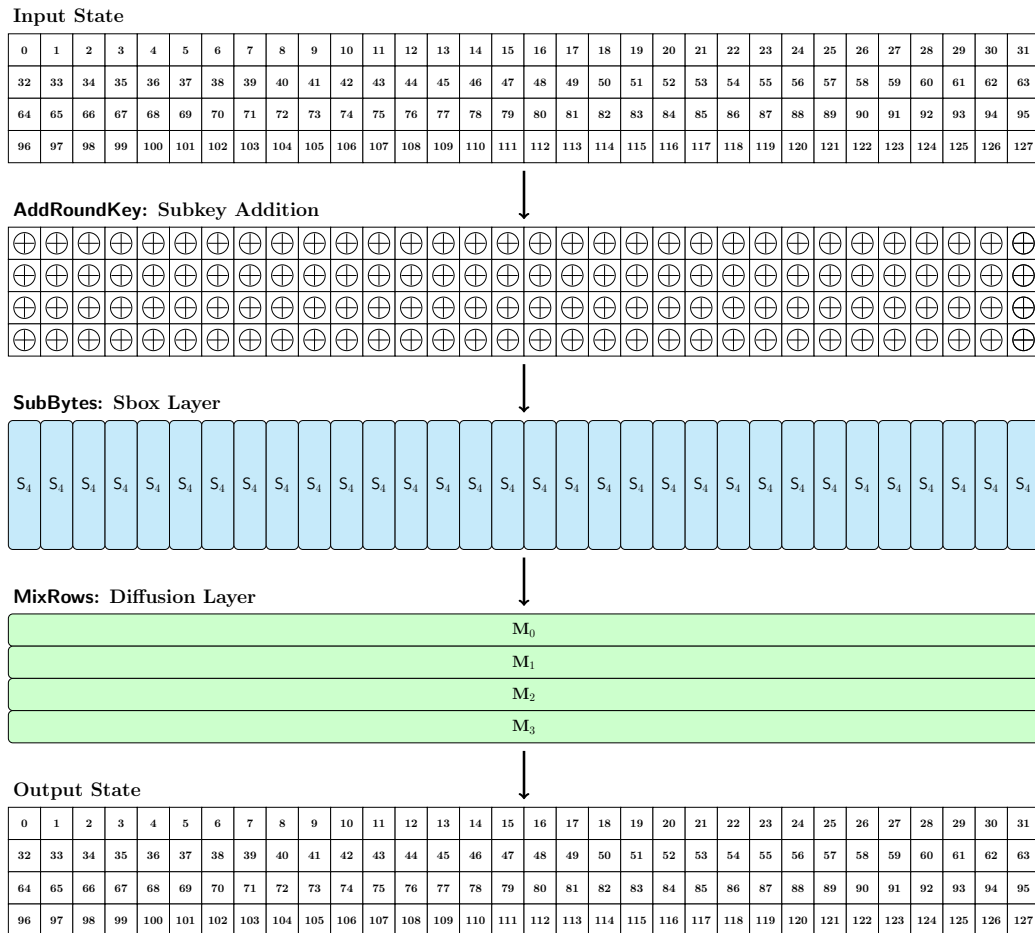 Input State
0 1 2 3 4 5 6 7 8 9 10 11 12 13 14 15 16 17 18 19 20 21 22 23 24 25 26 27 28 29 30 31
32 33 34 35 36 37 38 39 40 41 42 43 44 45 46 47 48 49 50 51 52 53 54 55 56 57 58 59 60 61 62 63
64 65 66 67 68 69 70 71 72 73 74 75 76 77 78 79 80 81 82 83 84 85 86 87 88 89 90 91 92 93 94 95
96 97 98 99 100 101 102 103 104 105 106 107 108 109 110 111 112 113 114 115 116 117 118 119 120 121 122 123 124 125 126 127
AddRoundKey: Subkey Addition
SubBytes: Sbox Layer
S₄ S₄ S₄ S₄ S₄ S₄ S₄ S₄ S₄ S₄ S₄ S₄ S₄ S₄ S₄ S₄ S₄ S₄ S₄ S₄ S₄ S₄ S₄ S₄ S₄ S₄ S₄ S₄ S₄ S₄ S₄ S₄
MixRows: Diffusion Layer
M₀
M₁
M₂
M₃
Output State
0 1 2 3 4 5 6 7 8 9 10 11 12 13 14 15 16 17 18 19 20 21 22 23 24 25 26 27 28 29 30 31
32 33 34 35 36 37 38 39 40 41 42 43 44 45 46 47 48 49 50 51 52 53 54 55 56 57 58 59 60 61 62 63
64 65 66 67 68 69 70 71 72 73 74 75 76 77 78 79 80 81 82 83 84 85 86 87 88 89 90 91 92 93 94 95
96 97 98 99 100 101 102 103 104 105 106 107 108 109 110 111 112 113 114 115 116 117 118 119 120 121 122 123 124 125 126 127